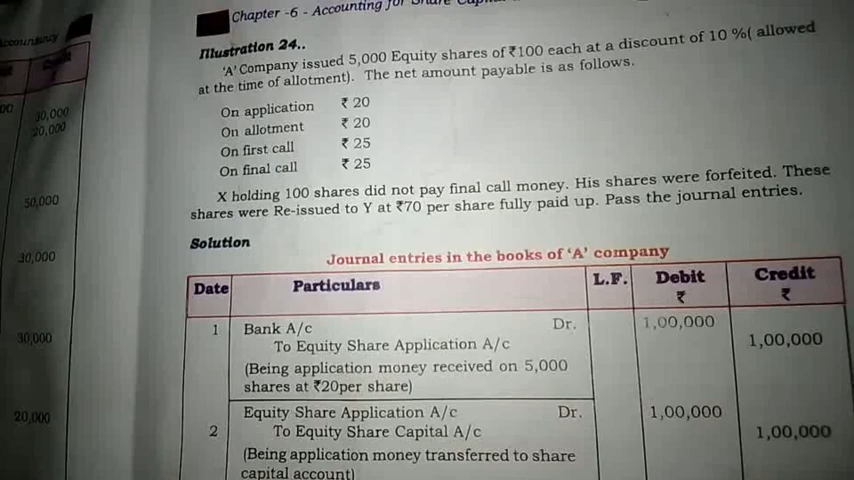 Chapter -6 - Accounting for Share
Accountancy
Illustration 24..
'A' Company issued 5,000 Equity shares of ₹100 each at a discount of 10 %( allowed
at the time of allotment). The net amount payable is as follows.
On application ₹ 20
On allotment ₹ 20
On first call ₹ 25
On final call ₹ 25
X holding 100 shares did not pay final call money. His shares were forfeited. These
shares were Re-issued to Y at ₹70 per share fully paid up. Pass the journal entries.
Solution
Journal entries in the books of 'A' company
Date Particulars L.F. Debit ₹ Credit ₹
1 Bank A/c Dr. 1,00,000
To Equity Share Application A/c 1,00,000
(Being application money received on 5,000
shares at ₹20per share)
Equity Share Application A/c Dr. 1,00,000
2 To Equity Share Capital A/c 1,00,000
(Being application money transferred to share
capital account)
30,000
20,000
50,000
30,000
30,000
20,000